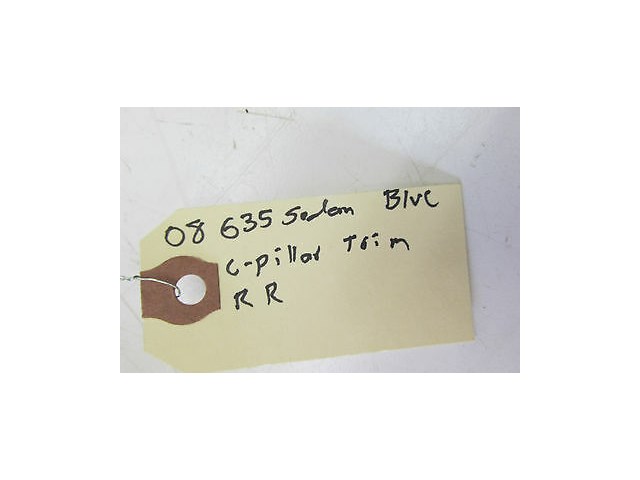 08 635 Sedan Blue
C-pillar Trim
RR